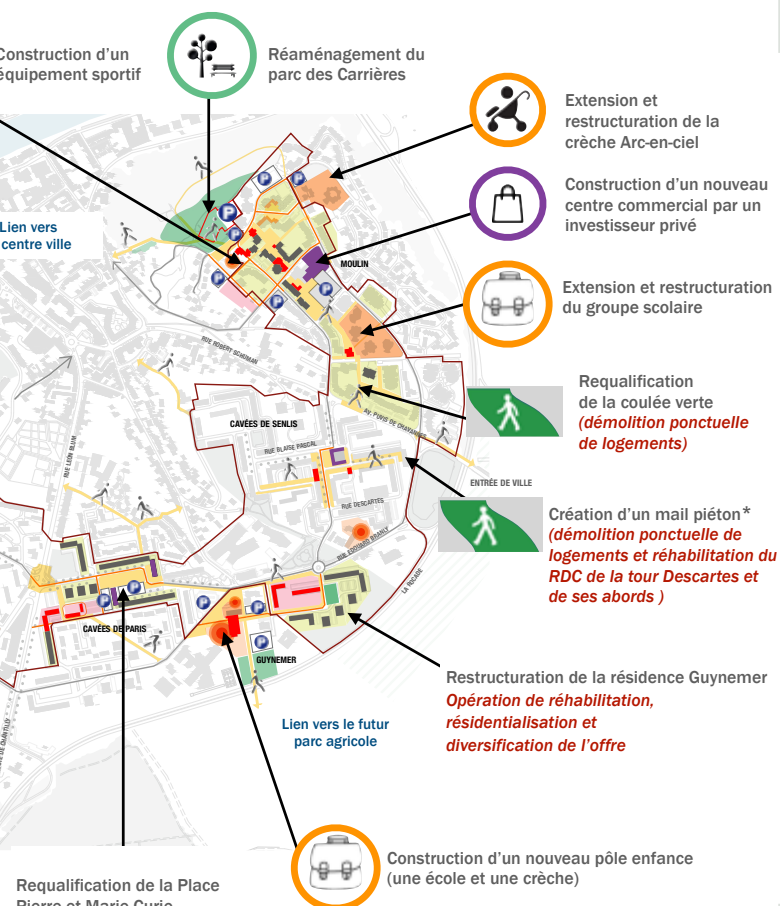 Construction d'un
équipement sportif
Réaménagement du
parc des Carrières
Extension et
restructuration de la
crèche Arc-en-ciel
Construction d'un nouveau
centre commercial par un
investisseur privé
Extension et restructuration
du groupe scolaire
Requalification
de la coulée verte
(démolition ponctuelle
de logements)
Création d'un mail piéton*
(démolition ponctuelle de
logements et réhabilitation du
RDC de la tour Descartes et
de ses abords )
Restructuration de la résidence Guynemer
Opération de réhabilitation,
résidentialisation et
diversification de l'offre
Construction d'un nouveau pôle enfance
(une école et une crèche)
Requalification de la Place
Pierre et Marie Curie
Lien vers
centre ville
Lien vers le futur
parc agricole
MOULIN
RUE ROBERT SCHUMAN
CAVÉES DE SENLIS
AV. PUVIS DE CHAVANNES
RUE BLAISE PASCAL
ENTRÉE DE VILLE
RUE DESCARTES
RUE EDOUARD BRANLY
RUE LÉON BLUM
LA ROCADE
CAVÉES DE PARIS
GUYNEMER
P
P
P
P
P
P
P
P
P
P
P
P